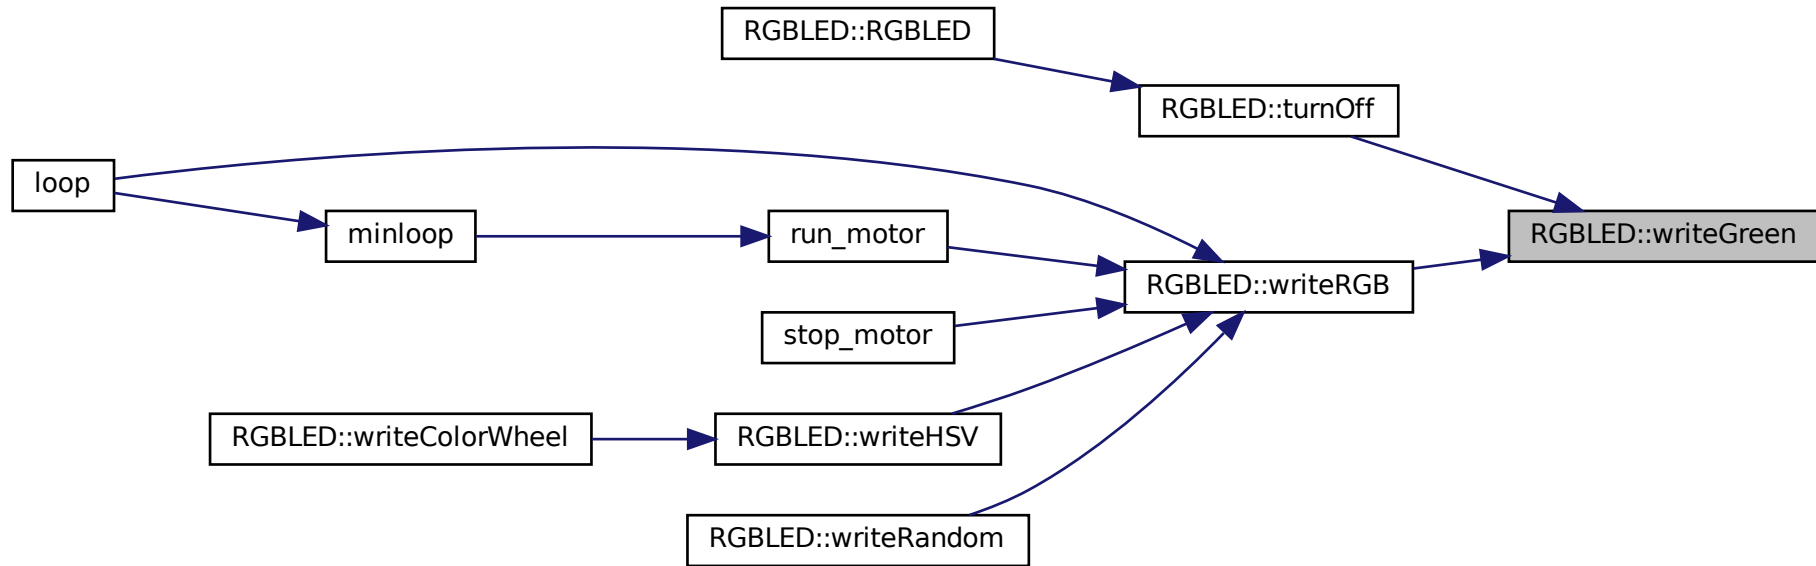 RGBLED::RGBLED
RGBLED::turnOff
loop
minloop
run_motor
RGBLED::writeGreen
RGBLED::writeRGB
stop_motor
RGBLED::writeColorWheel
RGBLED::writeHSV
RGBLED::writeRandom